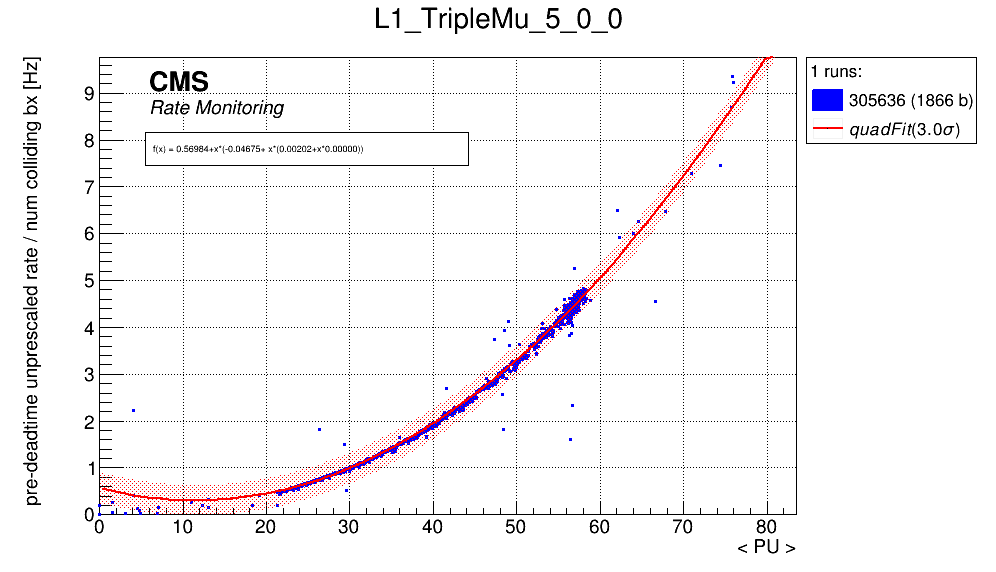 L1_TripleMu_5_0_0
pre-deadtime unprescaled rate / num colliding bx [Hz]
CMS
Rate Monitoring
f(x) = 0.56984+x*(-0.04675+ x*(0.00202+x*0.00000))
1 runs:
305636 (1866 b)
quadFit(3.0σ)
9
8
7
6
5
4
3
2
1
0
0 10 20 30 40 50 60 70 80
< PU >